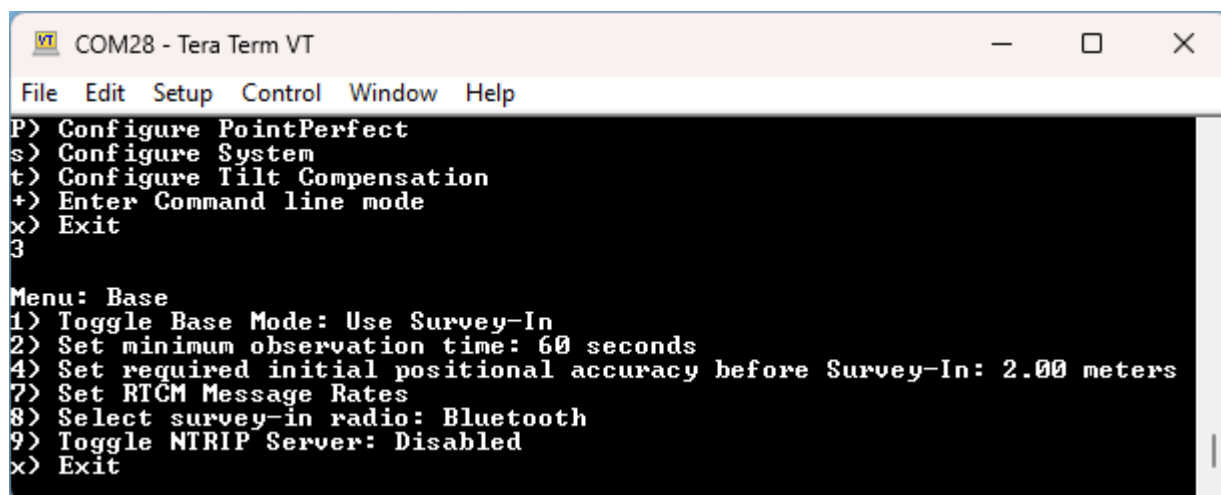 COM28 - Tera Term VT
File Edit Setup Control Window Help
P) Configure PointPerfect
s) Configure System
t) Configure Tilt Compensation
+) Enter Command line mode
x) Exit
3
Menu: Base
1) Toggle Base Mode: Use Survey-In
2) Set minimum observation time: 60 seconds
4) Set required initial positional accuracy before Survey-In: 2.00 meters
7) Set RTCM Message Rates
8) Select survey-in radio: Bluetooth
9) Toggle NTRIP Server: Disabled
x) Exit